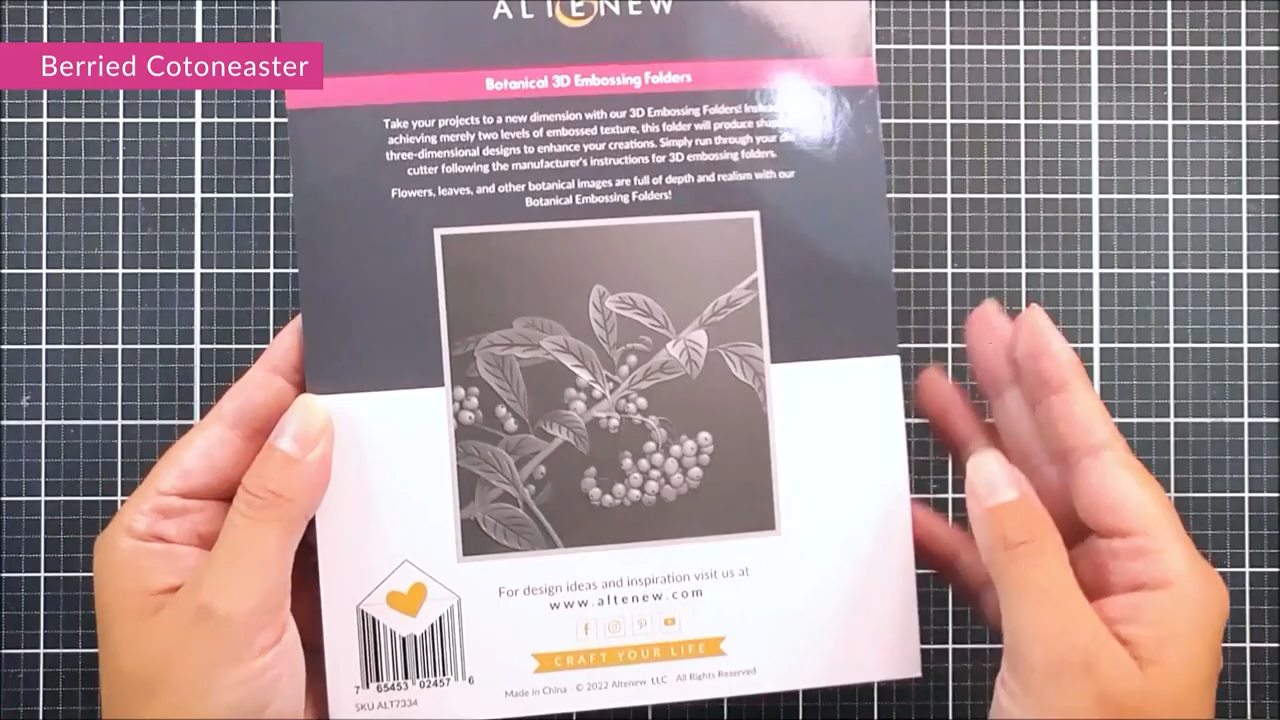 ALTENEW
Berried Cotoneaster
Botanical 3D Embossing Folders
Take your projects to a new dimension with our 3D Embossing Folders!
achieving merely two levels of embossed texture, this folder will produce
three-dimensional designs to enhance your creations. Simply run through your die
cutter following the manufacturer's instructions for 3D embossing folders.
Flowers, leaves, and other botanical images are full of depth and realism with our
Botanical Embossing Folders!
For design ideas and inspiration visit us at
www.altenew.com
CRAFT YOUR LIFE
Made in China © 2022 Altenew, LLC All Rights Reserved
7 65453 02457 6
SKU ALT7334